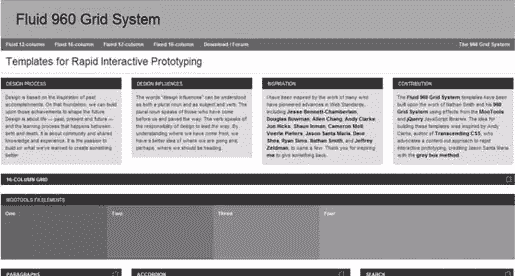 Fluid 960 Grid System
Fluid 12-column Fluid 16-column Fixed 12-column Fixed 16-column Download / Forum The 960 Grid System
Templates for Rapid Interactive Prototyping
DESIGN PROCESS
Design is based on the inspiration of past
accomplishments. On that foundation, we can build
upon those achievements to shape the future.
Design is about life — past, present and future —
and the learning process that happens between
birth and death. It is about community and shared
knowledge and experience. It is the passion to
build on what we've learned to create something
better.
DESIGN INFLUENCES
The words "design influences" can be understood
as both a plural noun and as subject and verb. The
plural noun speaks of those who have come
before us and paved the way. The verb speaks of
the responsibility of design to lead the way. By
understanding where we have come from, we
have a better idea of where we are going and
perhaps, where we should be heading.
INSPIRATION
I have been inspired by the work of many who
have pioneered advances in Web Standards,
including Jesse Bennett-Chamberlain,
Douglas Bowman, Allen Chang, Andy Clarke,
Jon Hicks, Shaun Inman, Cameron Moll,
Veerle Pieters, Jason Santa Maria, Dave
Shea, Ryan Sims, Nathan Smith, and Jeffrey
Zeldman, to name a few. Thank you for inspiring
me to give something back.
CONTRIBUTION
The Fluid 960 Grid System templates have been
built upon the work of Nathan Smith and his 960
Grid System using effects from the MooTools
and jQuery JavaScript libraries. The idea for
building these templates was inspired by Andy
Clarke, author of Transcending CSS, who
advocates a content-out approach to rapid
interactive prototyping, crediting Jason Santa Maria
with the grey box method.
16-COLUMN GRID
MOOTOOLS FX.ELEMENTS
One Two Three Four
PARAGRAPHS ACCORDION SEARCH